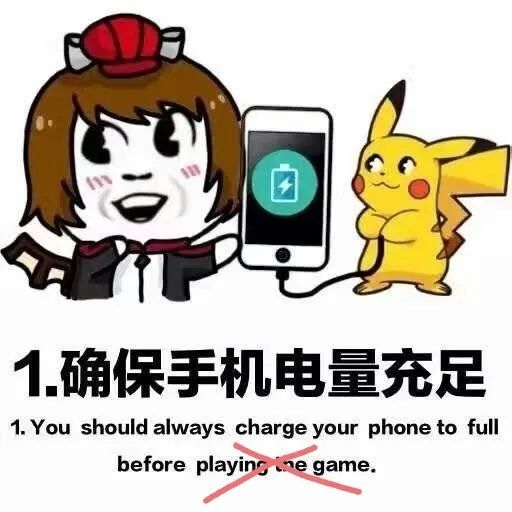 1.确保手机电量充足
1. You should always charge your phone to full
before playing the game.